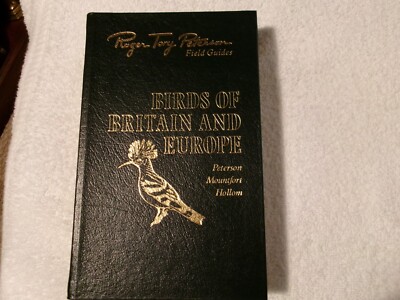 Roger Tory Peterson
Field Guides
BIRDS OF
BRITAIN AND
EUROPE
Peterson
Mountfort
Hollom